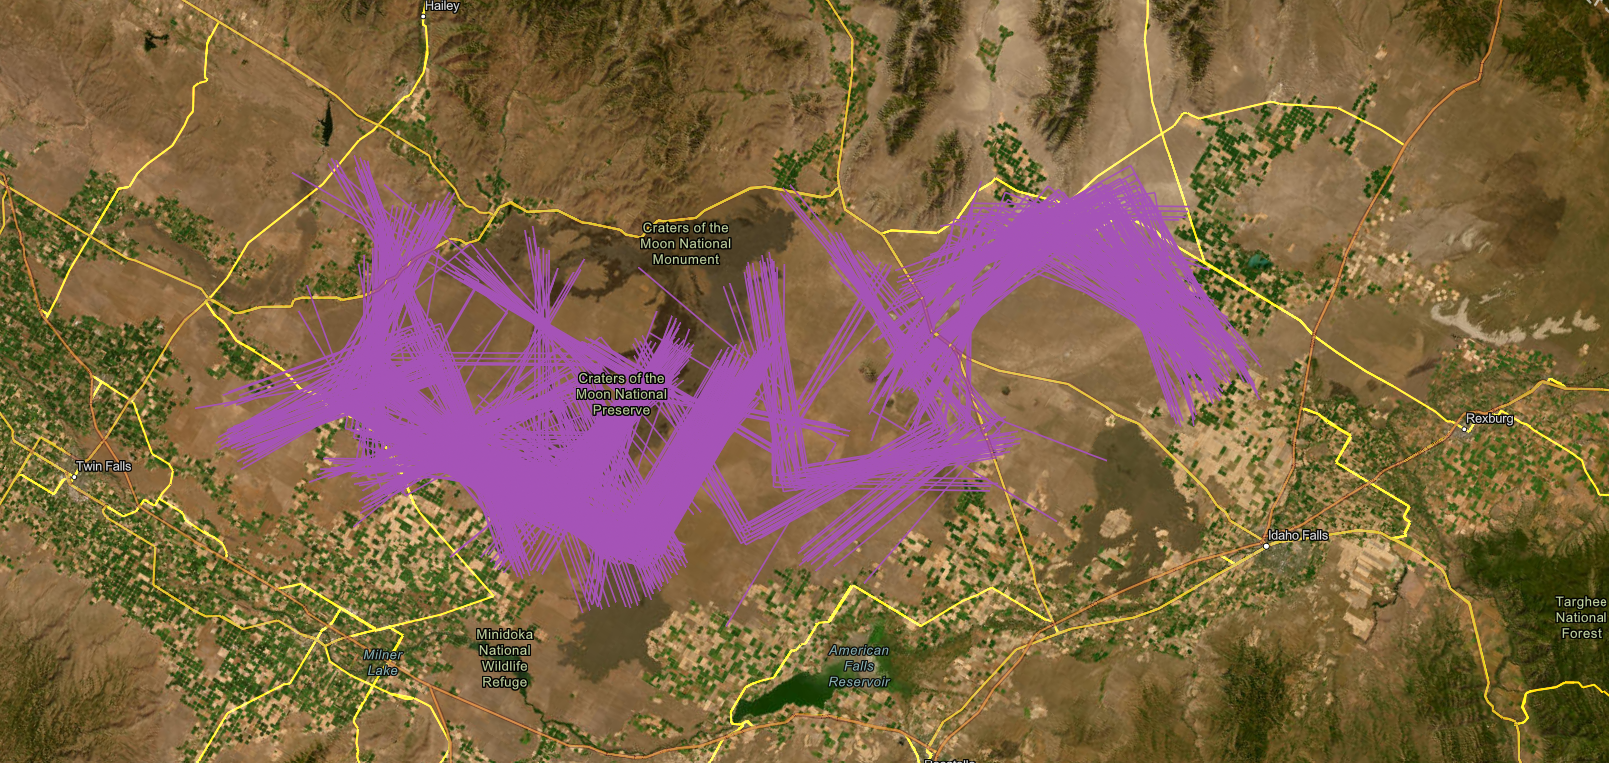 Hailey
Craters of the
Moon National
Monument
Craters of the
Moon National
Preserve
Rexburg
Twin Falls
Idaho Falls
Targhee
National
Forest
Minidoka
National
Wildlife
Refuge
Milner
Lake
American
Falls
Reservoir